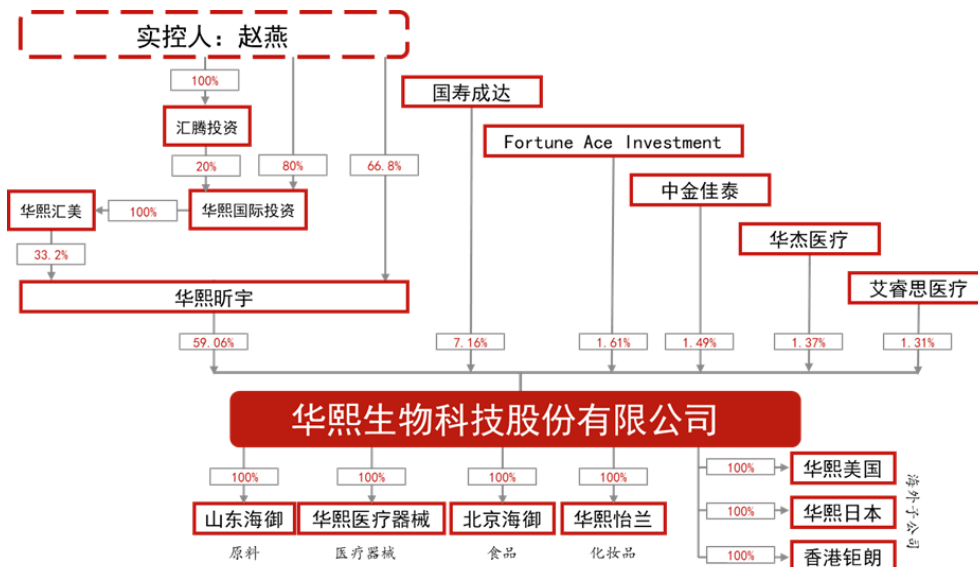 实控人：赵燕
100%
国寿成达
汇腾投资
Fortune Ace Investment
20%
80%
66.8%
中金佳泰
华熙汇美
100%
华熙国际投资
华杰医疗
33.2%
华熙昕宇
艾睿思医疗
59.06%
7.16%
1.61%
1.49%
1.37%
1.31%
华熙生物科技股份有限公司
100%
100%
100%
100%
100%
华熙美国
山东海御
华熙医疗器械
北京海御
华熙怡兰
100%
华熙日本
海外子公司
原料
医疗器械
食品
化妆品
100%
香港钜朗